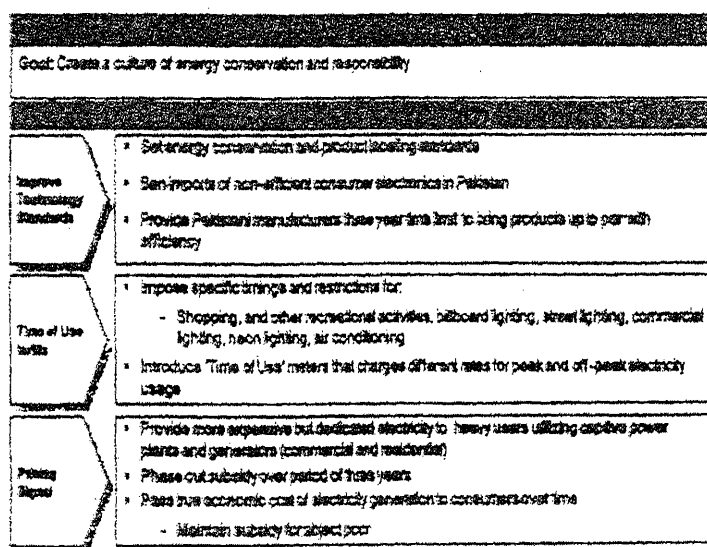 Goal: Create a culture of energy conservation and responsibility
Improve
Technology
Standards
• Set energy conservation and product labeling standards
• Ban imports of non-efficient consumer electronics in Pakistan
• Provide Pakistani manufacturers three year time limit to bring products up to par with
efficiency
Time of Use
tariffs
• Impose specific timings and restrictions for:
- Shopping, and other recreational activities, billboard lighting, street lighting, commercial
lighting, neon lighting, air conditioning
• Introduce 'Time of Use' meters that charges different rates for peak and off-peak electricity
usage
Pricing
Signal
• Provide more expensive but dedicated electricity to heavy users utilizing captive power
plants and generators (commercial and residential)
• Phase out subsidy over period of three years
• Pass true economic cost of electricity generation to consumers over time
- Maintain subsidy for abject poor